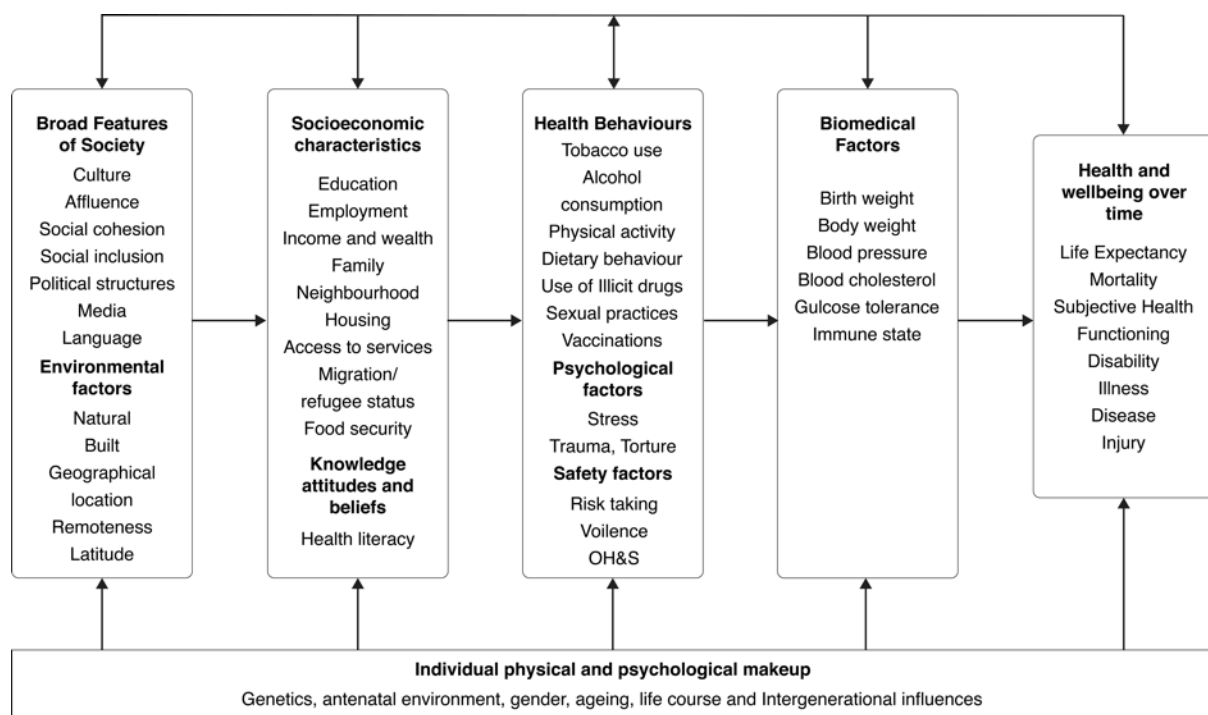 Broad Features
of Society
Culture
Affluence
Social cohesion
Social inclusion
Political structures
Media
Language
Environmental
factors
Natural
Built
Geographical
location
Remoteness
Latitude
Socioeconomic
characteristics
Education
Employment
Income and wealth
Family
Neighbourhood
Housing
Access to services
Migration/
refugee status
Food security
Knowledge
attitudes and
beliefs
Health literacy
Health Behaviours
Tobacco use
Alcohol
consumption
Physical activity
Dietary behaviour
Use of Illicit drugs
Sexual practices
Vaccinations
Psychological
factors
Stress
Trauma, Torture
Safety factors
Risk taking
Voilence
OH&S
Biomedical
Factors
Birth weight
Body weight
Blood pressure
Blood cholesterol
Gulcose tolerance
Immune state
Health and
wellbeing over
time
Life Expectancy
Mortality
Subjective Health
Functioning
Disability
Illness
Disease
Injury
Individual physical and psychological makeup
Genetics, antenatal environment, gender, ageing, life course and Intergenerational influences